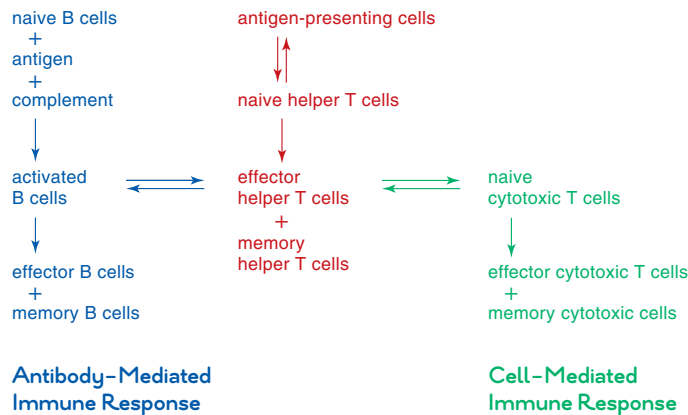 naive B cells
+
antigen
+
complement
activated
B cells
effector B cells
+
memory B cells
Antibody-Mediated
Immune Response
antigen-presenting cells
naive helper T cells
effector
helper T cells
+
memory
helper T cells
naive
cytotoxic T cells
effector cytotoxic T cells
+
memory cytotoxic cells
Cell-Mediated
Immune Response